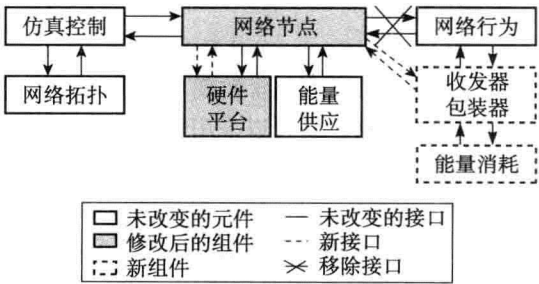 仿真控制
网络节点
网络行为
网络拓扑
硬件
平台
能量
供应
收发器
包装器
能量消耗
未改变的元件
未改变的接口
修改后的组件
新接口
新组件
移除接口